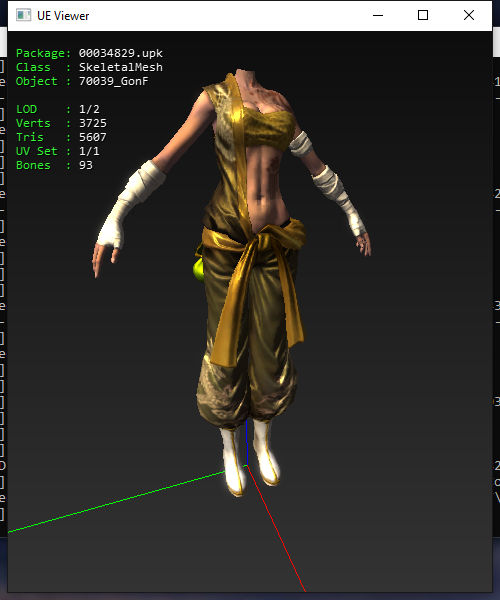 UE Viewer
Package: 00034829.upk
Class  : SkeletalMesh
Object : 70039_GonF
LOD    : 1/2
Verts  : 3725
Tris   : 5607
UV Set : 1/1
Bones  : 93